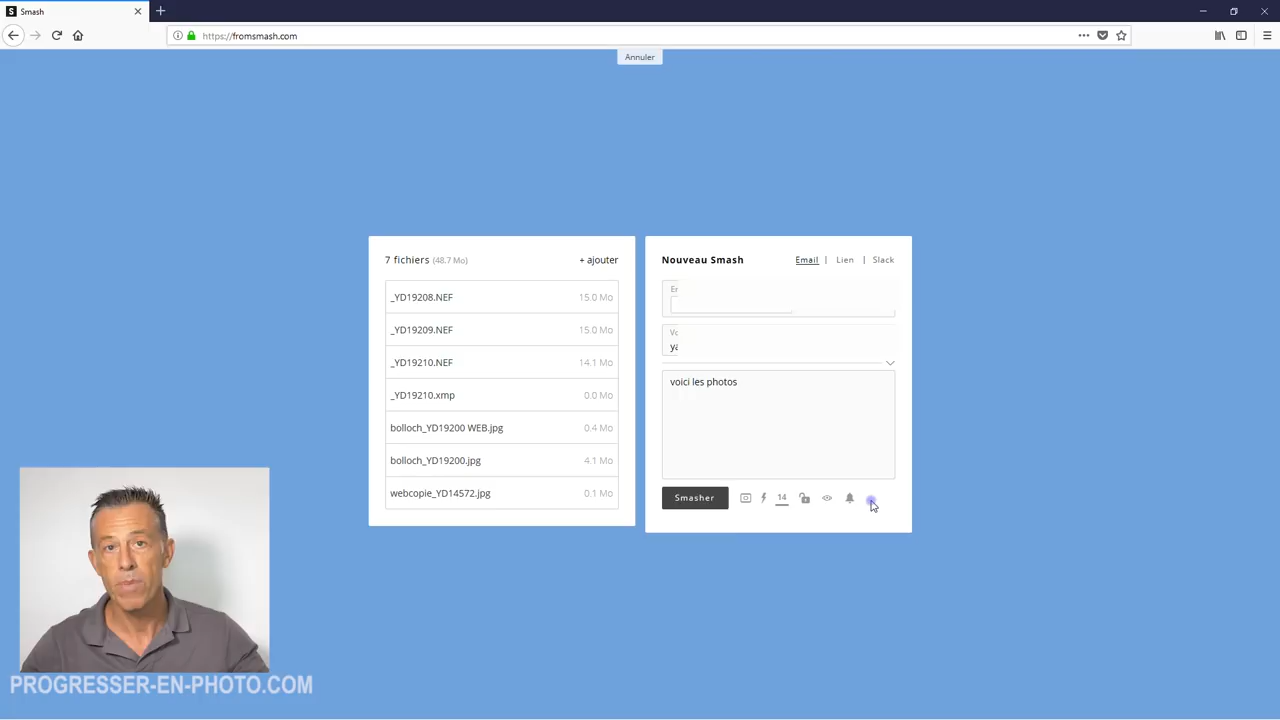 Smash
https://fromsmash.com
Annuler
7 fichiers (48.7 Mo)
+ ajouter
_YD19208.NEF 15.0 Mo
_YD19209.NEF 15.0 Mo
_YD19210.NEF 14.1 Mo
_YD19210.xmp 0.0 Mo
bolloch_YD19200 WEB.jpg 0.4 Mo
bolloch_YD19200.jpg 4.1 Mo
webcopie_YD14572.jpg 0.1 Mo
Nouveau Smash
Email | Lien | Slack
voici les photos
Smasher
14
PROGRESSER-EN-PHOTO.COM